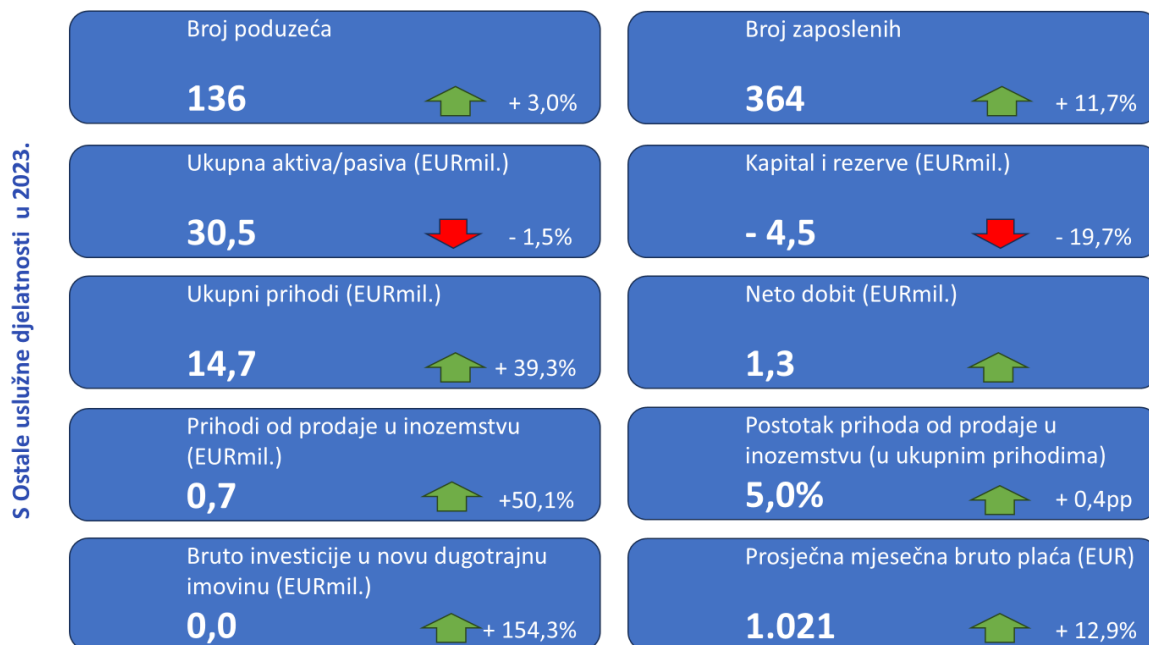 S Ostale uslužne djelatnosti u 2023.
Broj poduzeća
136
+ 3,0%
Broj zaposlenih
364
+ 11,7%
Ukupna aktiva/pasiva (EURmil.)
30,5
- 1,5%
Kapital i rezerve (EURmil.)
- 4,5
- 19,7%
Ukupni prihodi (EURmil.)
14,7
+ 39,3%
Neto dobit (EURmil.)
1,3
Prihodi od prodaje u inozemstvu
(EURmil.)
0,7
+50,1%
Postotak prihoda od prodaje u
inozemstvu (u ukupnim prihodima)
5,0%
+ 0,4pp
Bruto investicije u novu dugotrajnu
imovinu (EURmil.)
0,0
+ 154,3%
Prosječna mjesečna bruto plaća (EUR)
1.021
+ 12,9%